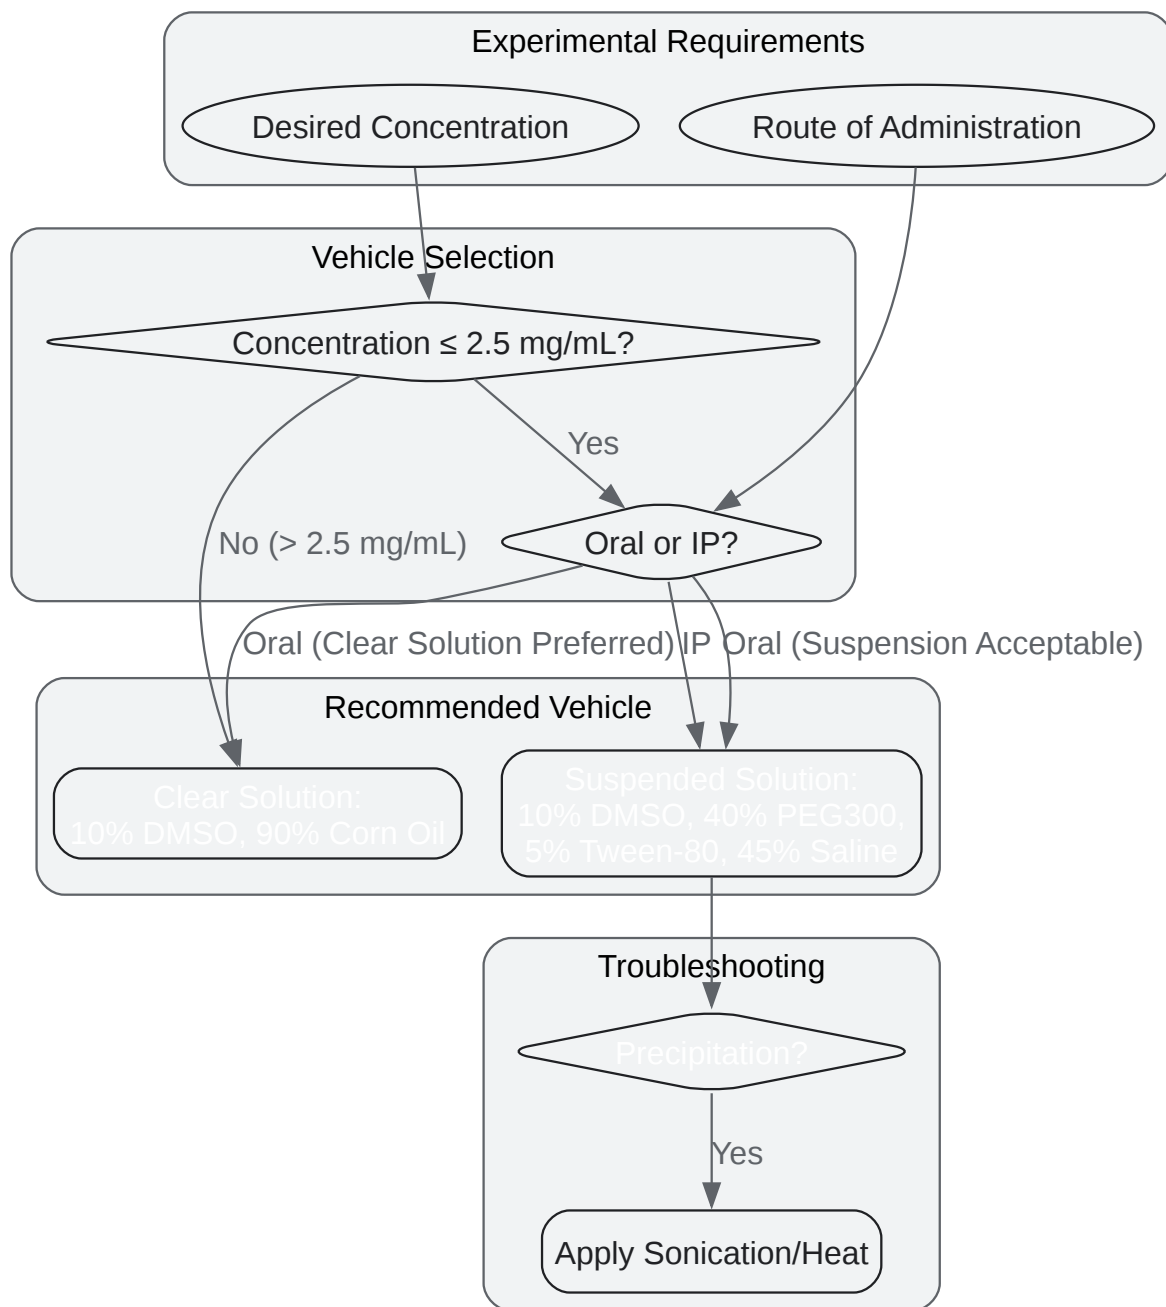 Experimental Requirements
Desired Concentration
Route of Administration
Vehicle Selection
Concentration ≤ 2.5 mg/mL?
Yes
No (> 2.5 mg/mL)
Oral or IP?
Oral (Clear Solution Preferred)
IP
Oral (Suspension Acceptable)
Recommended Vehicle
Clear Solution:
10% DMSO, 90% Corn Oil
Suspended Solution:
10% DMSO, 40% PEG300,
5% Tween-80, 45% Saline
Troubleshooting
Precipitation?
Yes
Apply Sonication/Heat